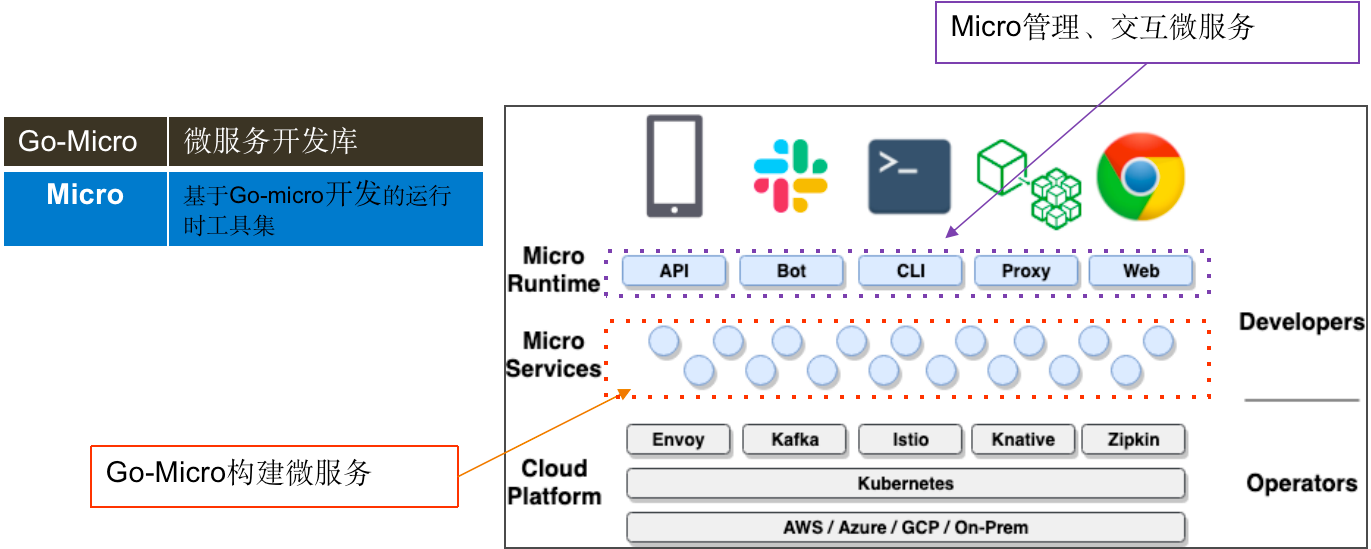 Micro管理、交互微服务
Go-Micro 微服务开发库
Micro 基于Go-micro开发的运行
时工具集
>_
Micro
Runtime
API Bot CLI Proxy Web
Micro
Services
Developers
Go-Micro构建微服务
Cloud
Platform
Envoy Kafka Istio Knative Zipkin
Kubernetes
AWS / Azure / GCP / On-Prem
Operators